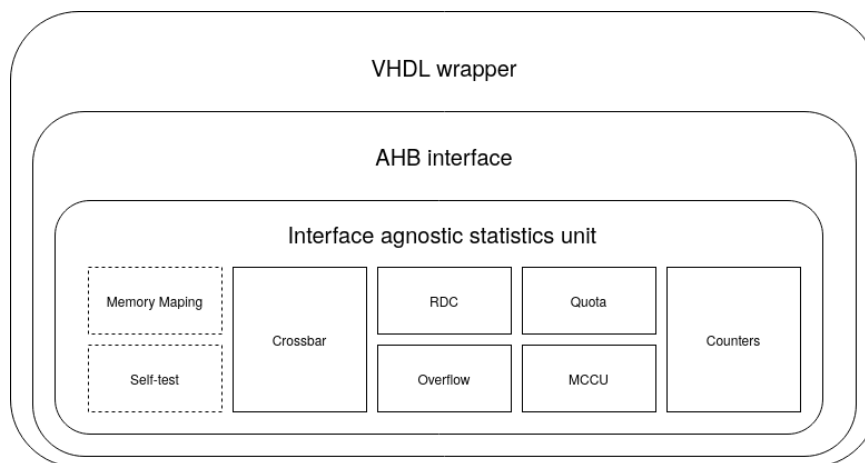 VHDL wrapper
AHB interface
Interface agnostic statistics unit
Memory Maping
Self-test
Crossbar
RDC
Overflow
Quota
MCCU
Counters